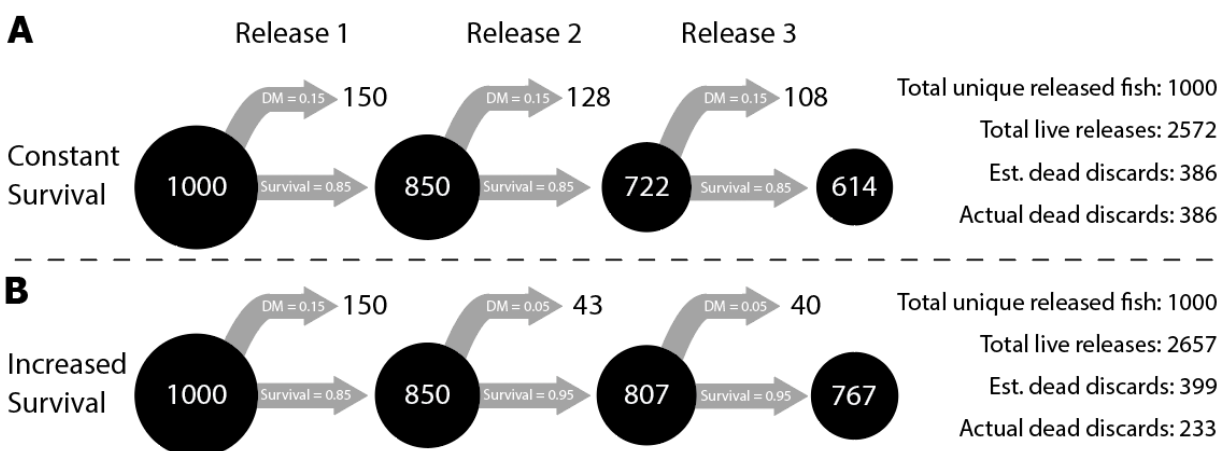 A
Release 1
Release 2
Release 3
DM = 0.15
150
DM = 0.15
128
DM = 0.15
108
Constant
Survival
1000
Survival = 0.85
850
Survival = 0.85
722
Survival = 0.85
614
Total unique released fish: 1000
Total live releases: 2572
Est. dead discards: 386
Actual dead discards: 386
B
DM = 0.15
150
DM = 0.05
43
DM = 0.05
40
Increased
Survival
1000
Survival = 0.85
850
Survival = 0.95
807
Survival = 0.95
767
Total unique released fish: 1000
Total live releases: 2657
Est. dead discards: 399
Actual dead discards: 233